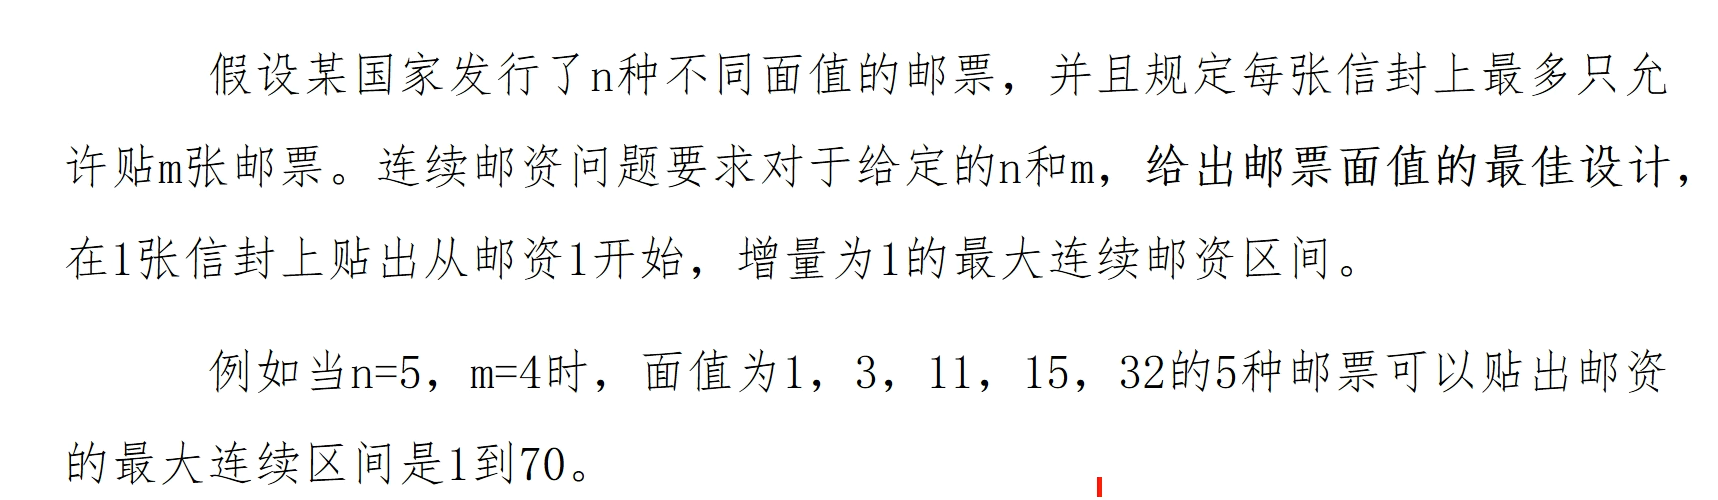 假设某国家发行了n种不同面值的邮票，并且规定每张信封上最多只允
许贴m张邮票。连续邮资问题要求对于给定的n和m，给出邮票面值的最佳设计，
在1张信封上贴出从邮资1开始，增量为1的最大连续邮资区间。
例如当n=5，m=4时，面值为1，3，11，15，32的5种邮票可以贴出邮资
的最大连续区间是1到70。